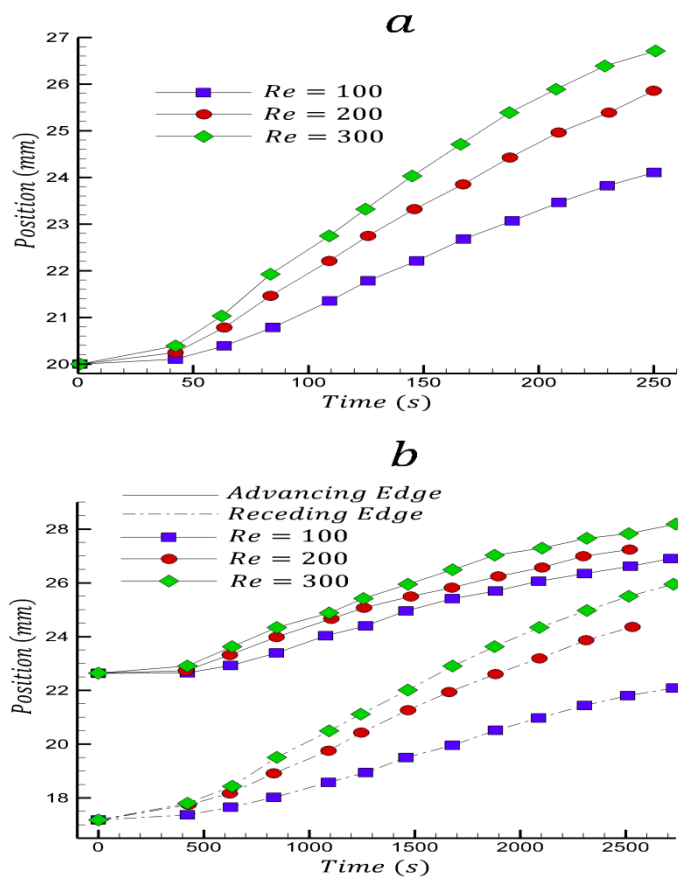 a
27
26
25
24
23
22
21
20
Position (mm)
Re = 100
Re = 200
Re = 300
0
50
100
150
200
250
Time (s)
b
Advancing Edge
Receding Edge
Re = 100
Re = 200
Re = 300
28
26
24
22
20
18
Position (mm)
0
500
1000
1500
2000
2500
Time (s)